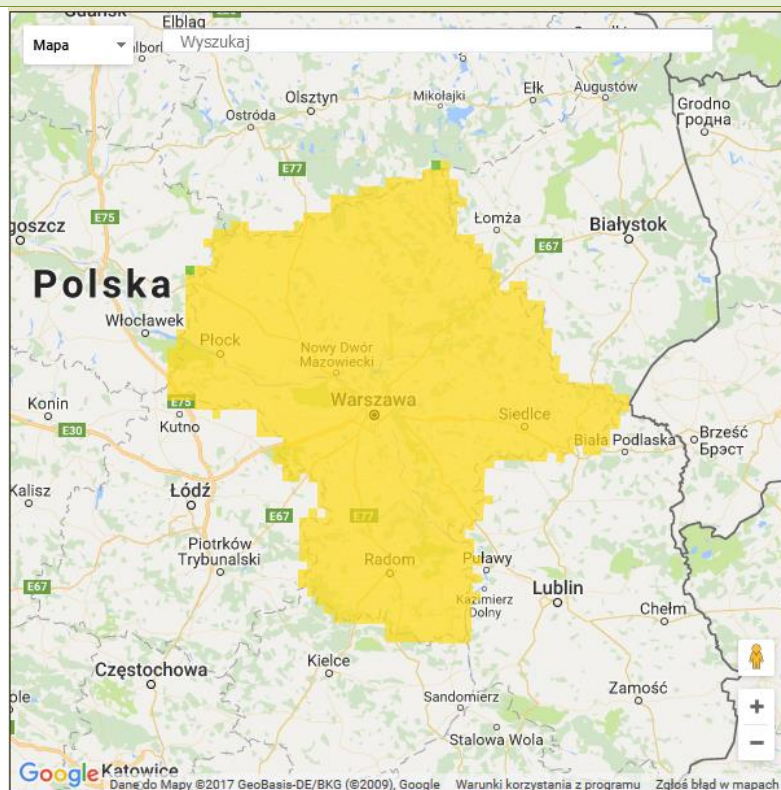 Gdańsk
Elbląg
Mapa
Wyszukaj
Olsztyn
Mikołajki
Ełk
Augustów
Grodno
Гродна
Ostróda
E77
E75
Łomża
Białystok
E67
Polska
Włocławek
Płock
Nowy Dwór
Mazowiecki
Warszawa
Siedlce
Konin
E75
Kutno
E30
Biała Podlaska
Brześć
Брэст
Kalisz
Łódź
E67
E77
Piotrków
Trybunalski
Radom
Puławy
E67
Kazimierz
Dolny
Lublin
Chełm
Kielce
Częstochowa
Zamość
Sandomierz
+
Stalowa Wola
−
Google
Katowice
Dane do Mapy ©2017 GeoBasis-DE/BKG (©2009), Google Warunki korzystania z programu Zgłoś błąd w mapach